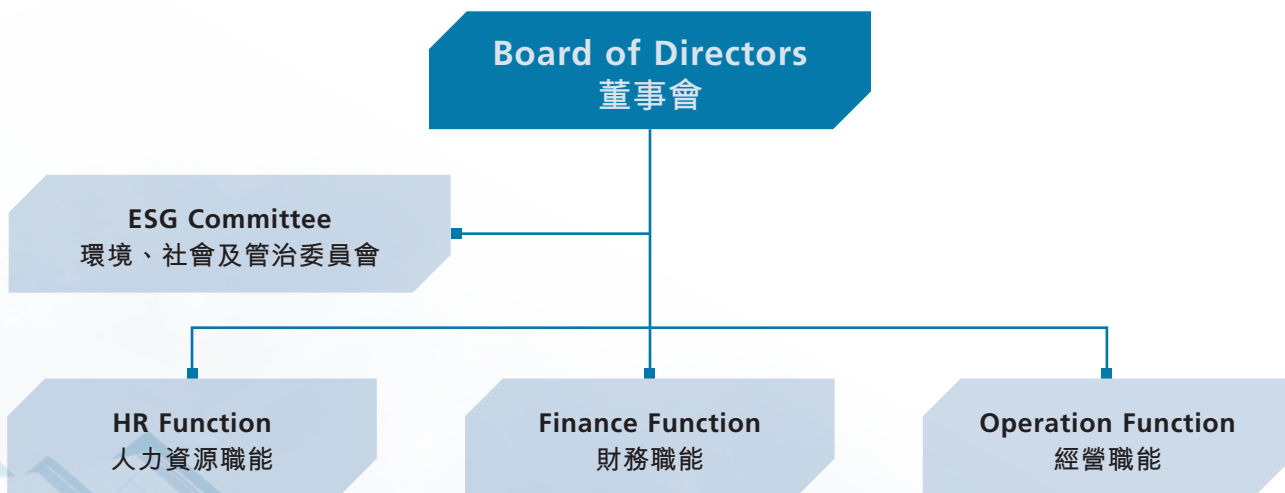 Board of Directors
董事會
ESG Committee
環境、社會及管治委員會
HR Function
人力資源職能
Finance Function
財務職能
Operation Function
經營職能